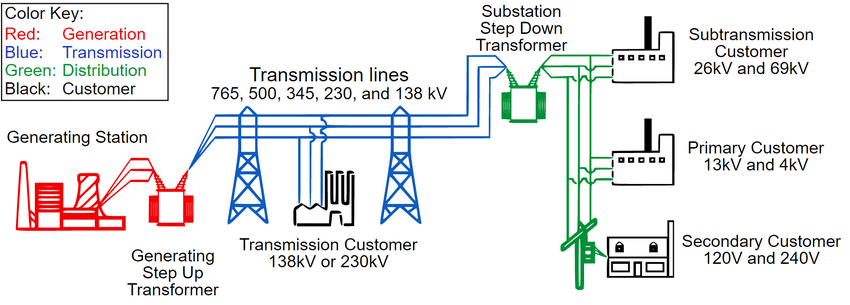 Color Key:
Red: Generation
Blue: Transmission
Green: Distribution
Black: Customer
Generating Station
Generating
Step Up
Transformer
Transmission lines
765, 500, 345, 230, and 138 kV
Transmission Customer
138kV or 230kV
Substation
Step Down
Transformer
Subtransmission
Customer
26kV and 69kV
Primary Customer
13kV and 4kV
Secondary Customer
120V and 240V